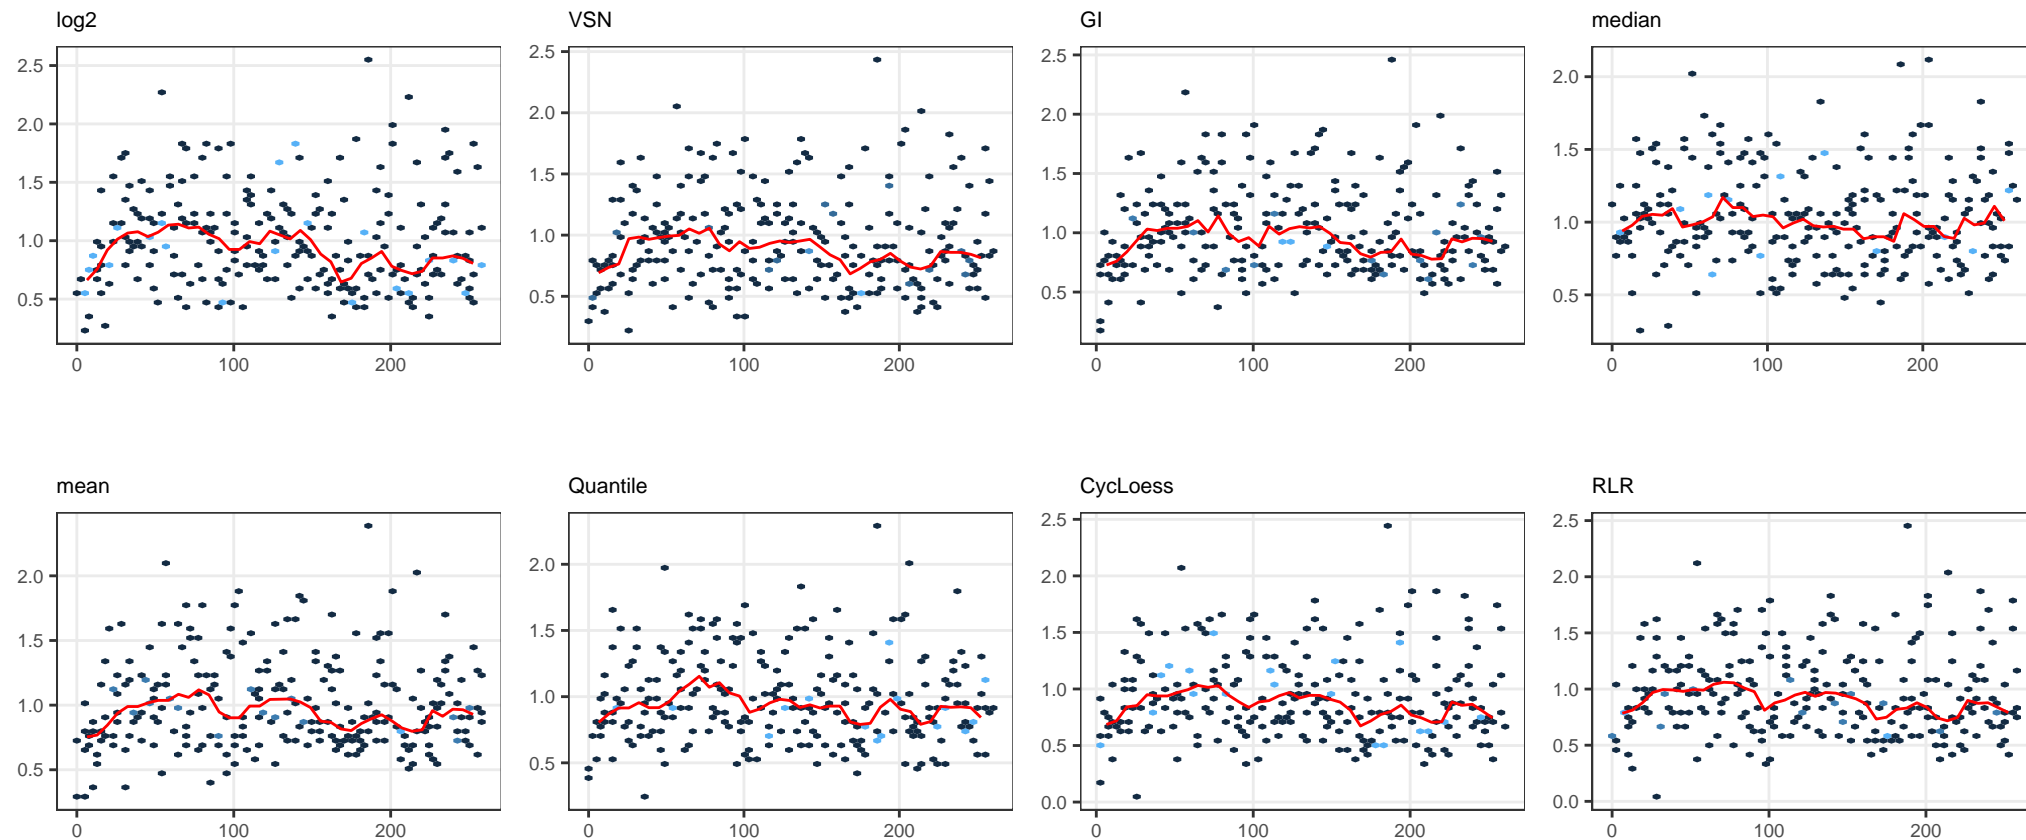 log2 VSN GI median
2.5 2.5 2.5 2.0
2.0 2.0 2.0 1.5
1.5 1.5 1.5 1.0
1.0 1.0 1.0 0.5
0.5 0.5 0.5
0 100 200 0 100 200 0 100 200 0 100 200
mean Quantile CycLoess RLR
2.0 2.0 2.5 2.5
1.5 1.5 2.0 2.0
1.0 1.0 1.5 1.5
0.5 0.5 1.0 1.0
0.5 0.5
0.0 0.0
0 100 200 0 100 200 0 100 200 0 100 200